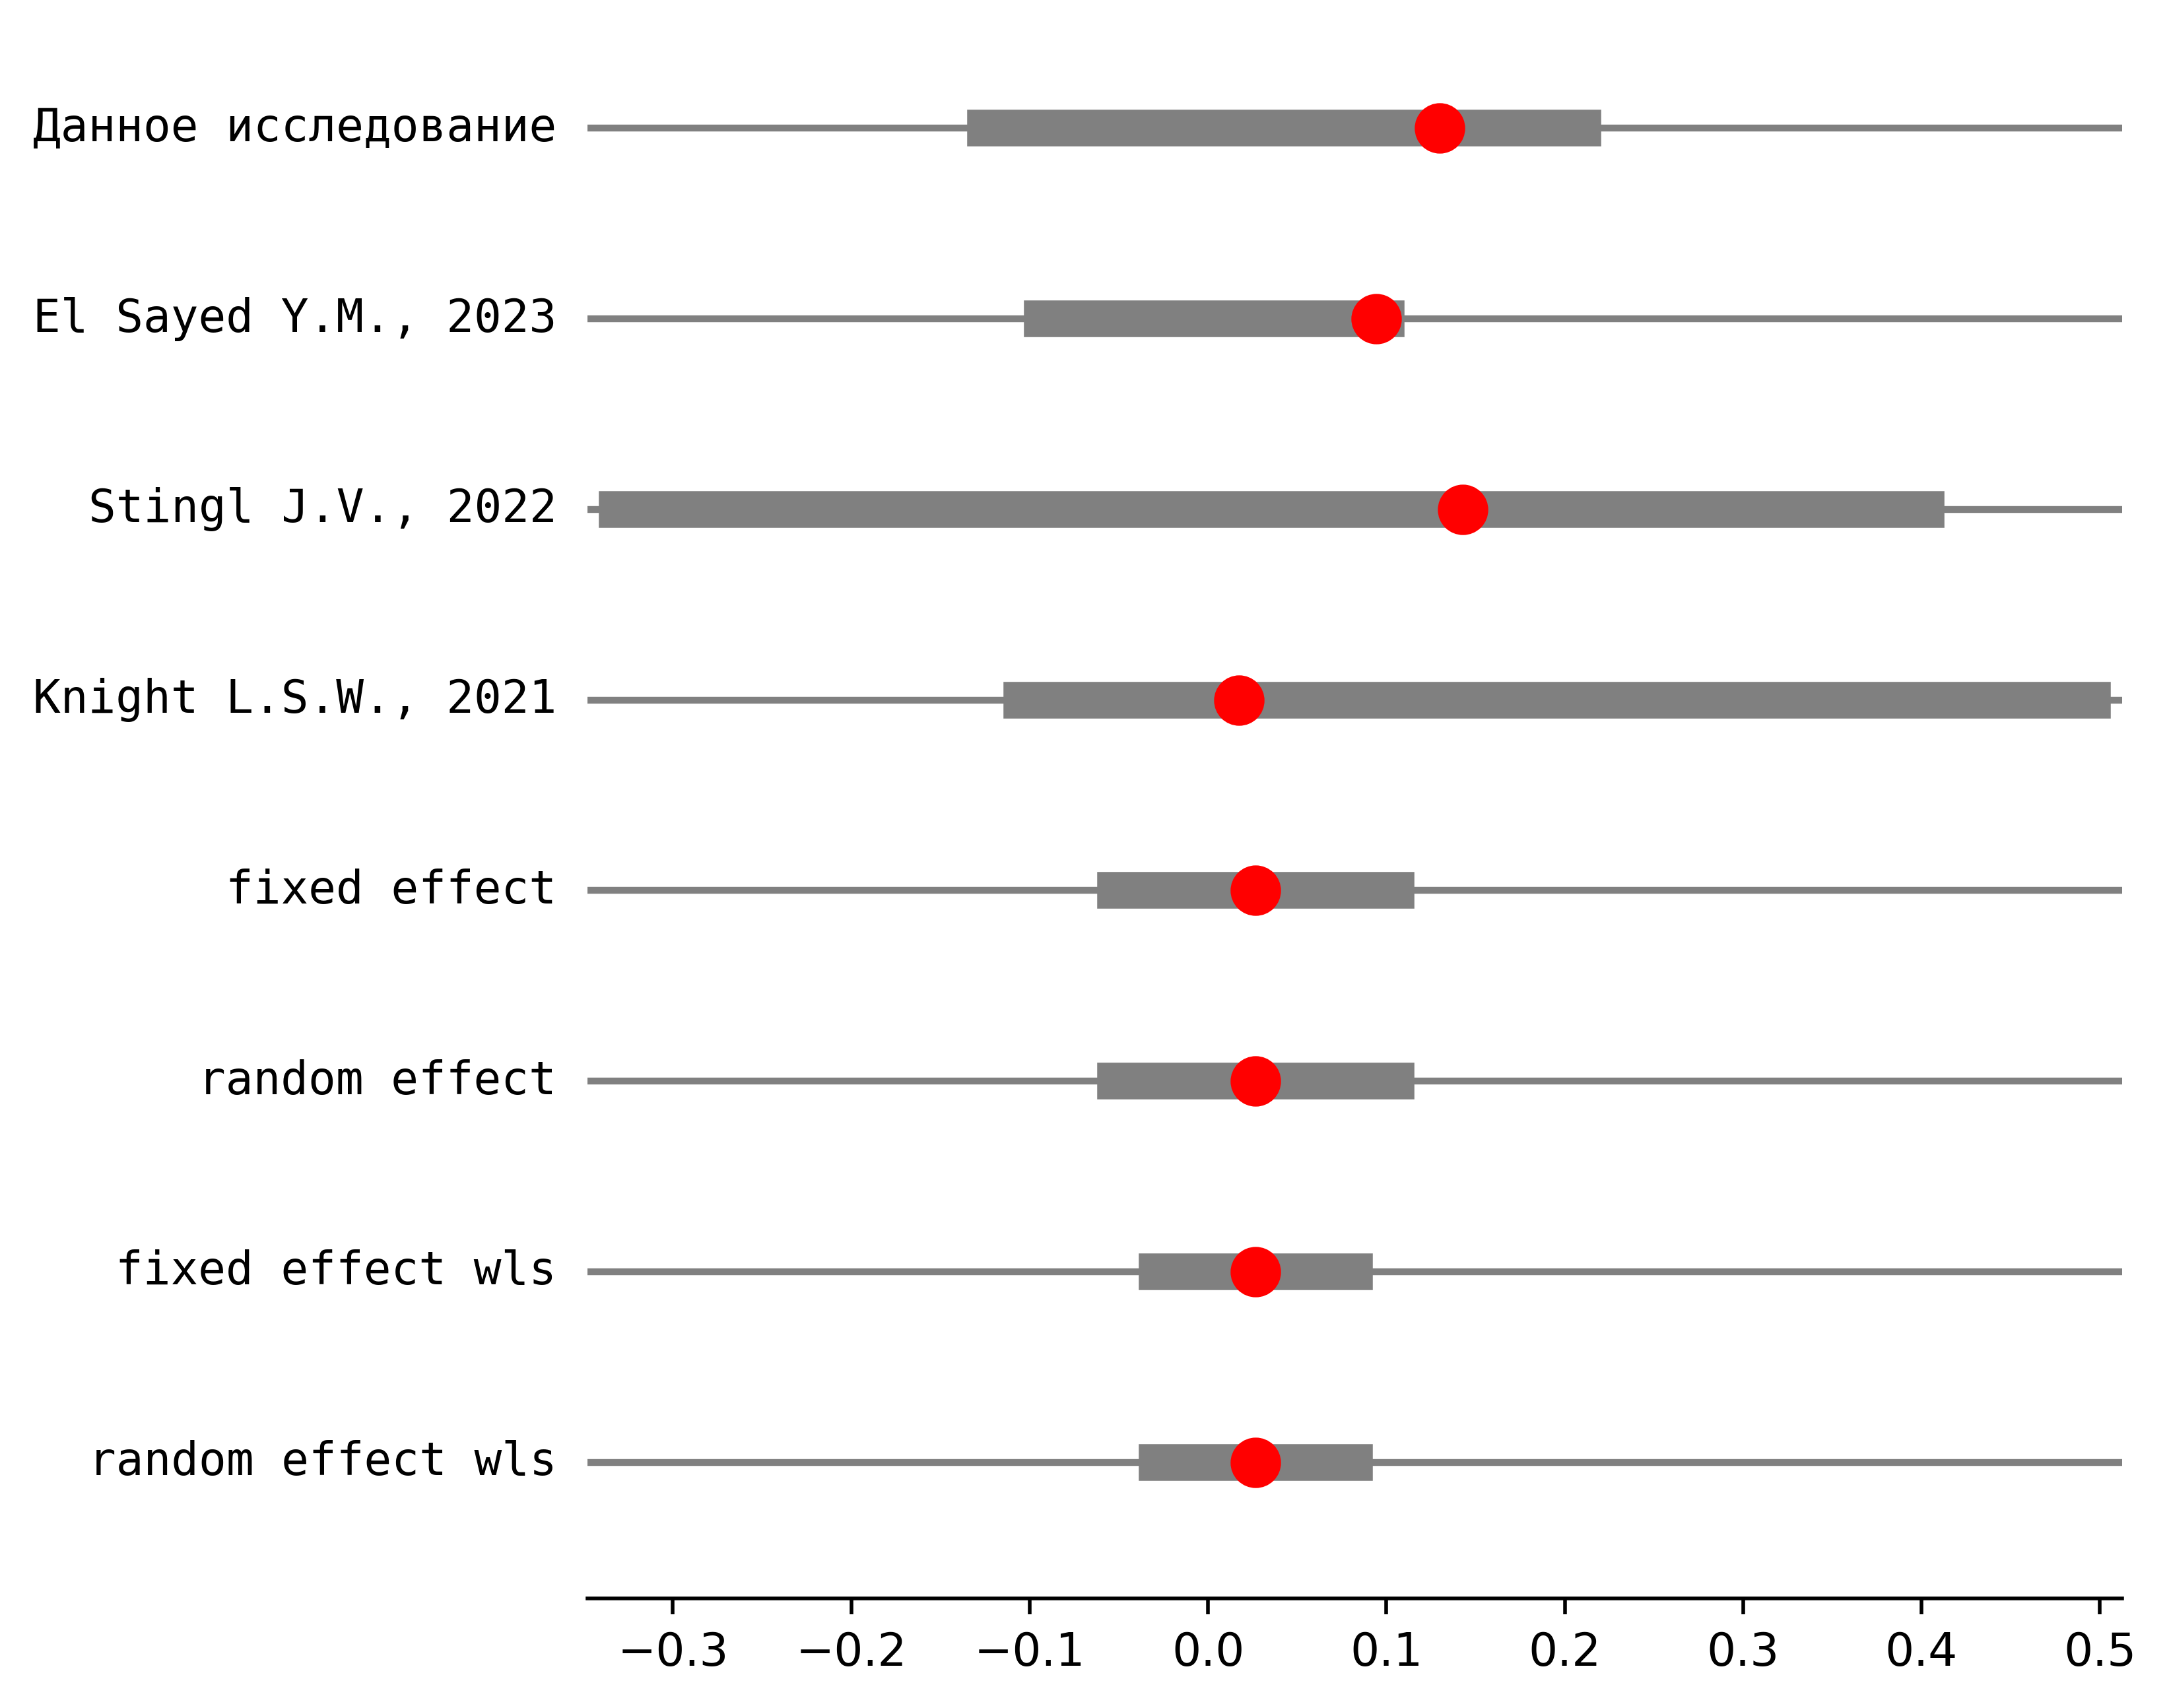 Данное исследование
El Sayed Y.M., 2023
Stingl J.V., 2022
Knight L.S.W., 2021
fixed effect
random effect
fixed effect wls
random effect wls
−0.3 −0.2 −0.1 0.0 0.1 0.2 0.3 0.4 0.5